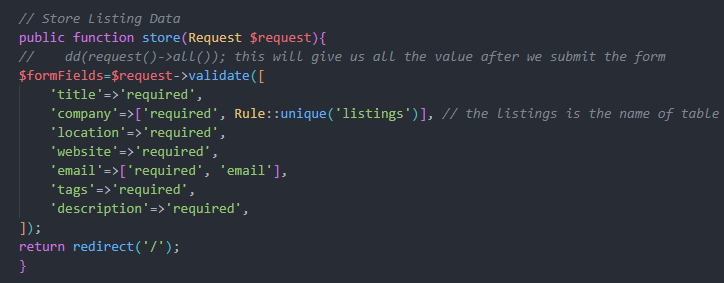 // Store Listing Data
public function store(Request $request){
//    dd(request()->all()); this will give us all the value after we submit the form
$formFields=$request->validate([
    'title'=>'required',
    'company'=>['required', Rule::unique('listings')], // the listings is the name of table
    'location'=>'required',
    'website'=>'required',
    'email'=>['required', 'email'],
    'tags'=>'required',
    'description'=>'required',
]);
return redirect('/');
}